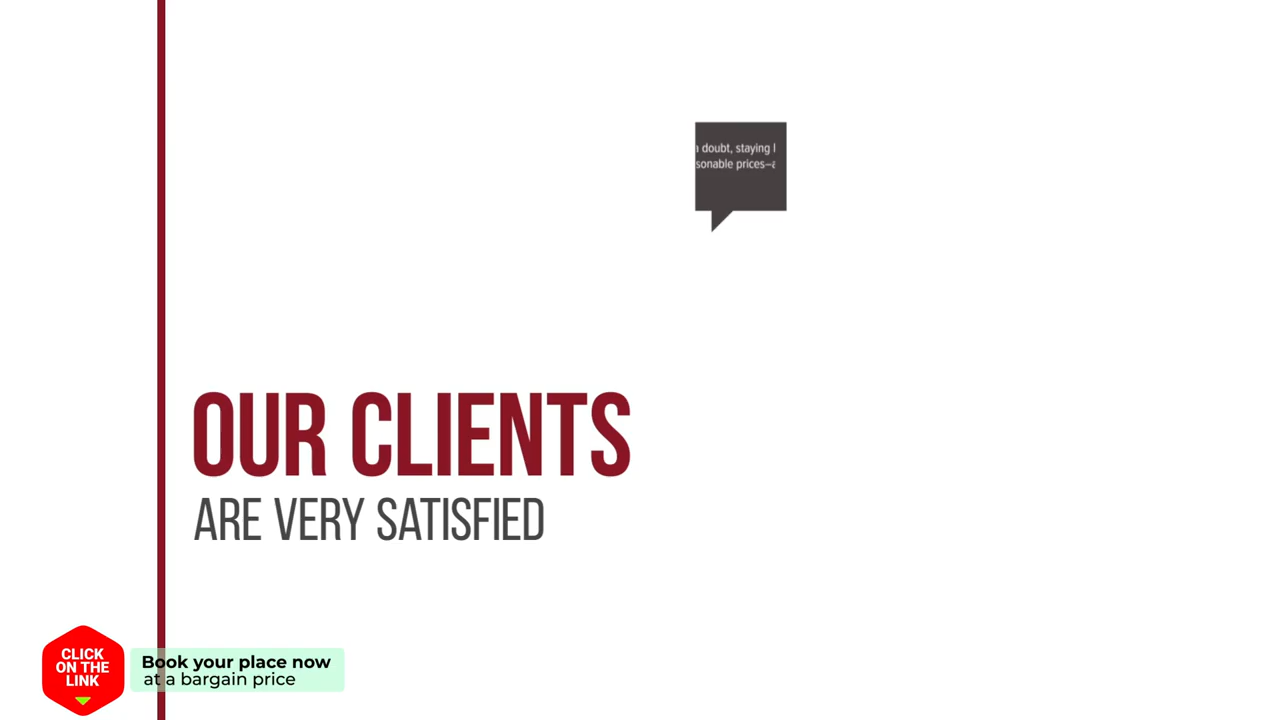 doubt, staying
prices—
OUR CLIENTS
ARE VERY SATISFIED
CLICK
ON THE
LINK
Book your place now
at a bargain price